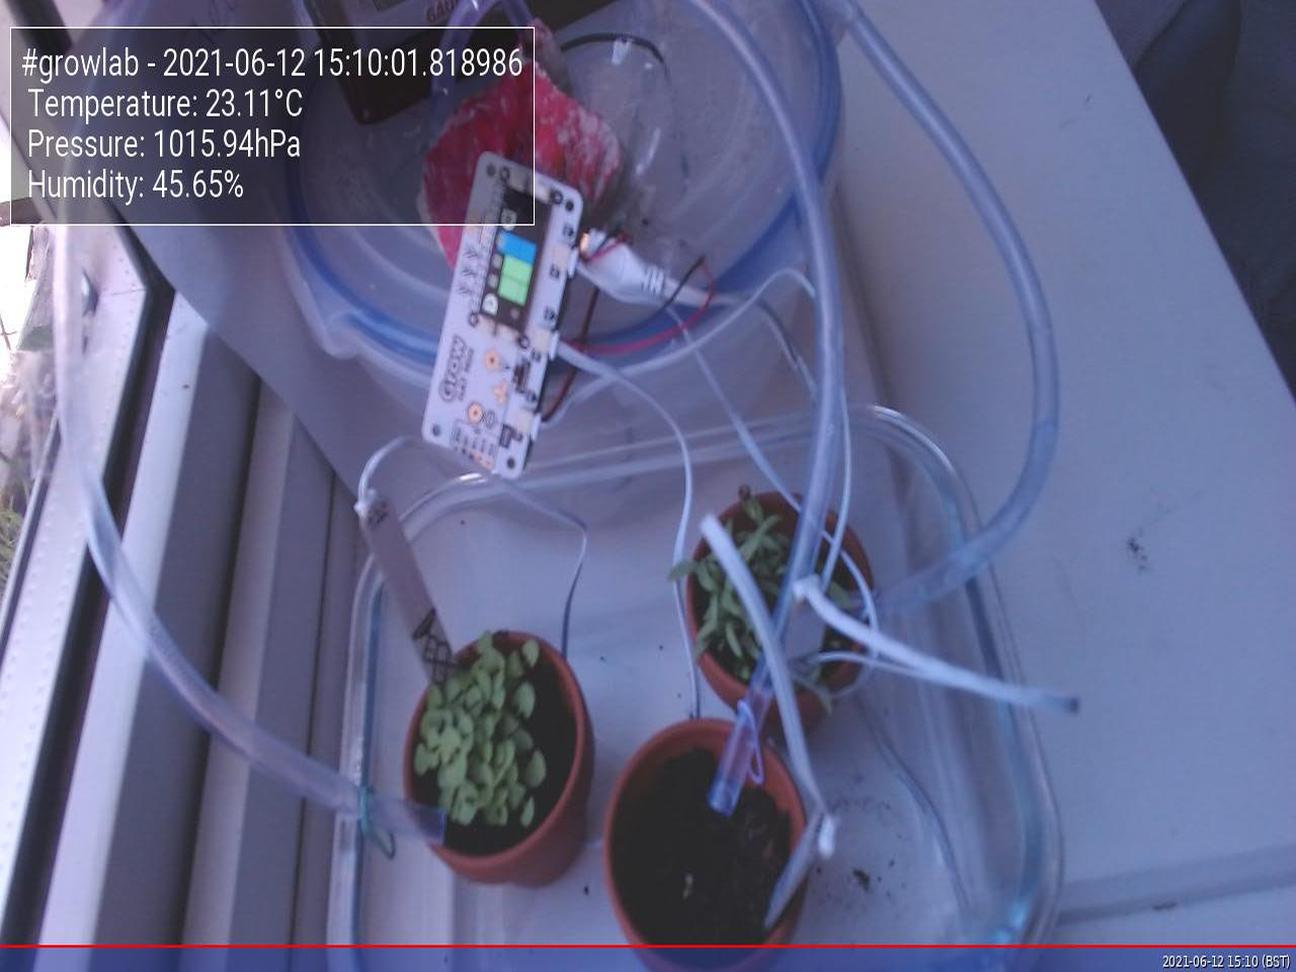 #growlab - 2021-06-12 15:10:01.818986
Temperature: 23.11°C
Pressure: 1015.94hPa
Humidity: 45.65%
Grow
2021-06-12 15:10 (BST)